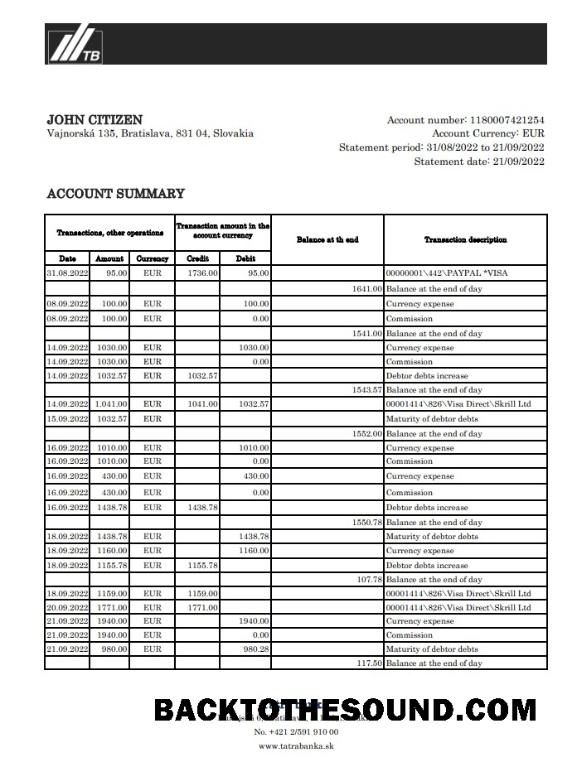 TB
JOHN CITIZEN
Vajnorská 135, Bratislava, 831 04, Slovakia
Account number: 1180007421254
Account Currency: EUR
Statement period: 31/08/2022 to 21/09/2022
Statement date: 21/09/2022
ACCOUNT SUMMARY
Transactions, other operations Transaction amount in the account currency Balance at th end Transaction description
Date Amount Currency Credit Debit
31.08.2022 95.00 EUR 1736.00 95.00 00000001\442\PAYPAL *VISA
1641.00 Balance at the end of day
08.09.2022 100.00 EUR 100.00 Currency expense
08.09.2022 100.00 EUR 0.00 Commission
1541.00 Balance at the end of day
14.09.2022 1030.00 EUR 1030.00 Currency expense
14.09.2022 1030.00 EUR 0.00 Commission
14.09.2022 1032.57 EUR 1032.57 Debtor debts increase
1543.57 Balance at the end of day
14.09.2022 1.041.00 EUR 1041.00 1032.57 00001414\826\Visa Direct\Skrill Ltd
15.09.2022 1032.57 EUR Maturity of debtor debts
1552.00 Balance at the end of day
16.09.2022 1010.00 EUR 1010.00 Currency expense
16.09.2022 1010.00 EUR 0.00 Commission
16.09.2022 430.00 EUR 430.00 Currency expense
16.09.2022 430.00 EUR 0.00 Commission
16.09.2022 1438.78 EUR 1438.78 Debtor debts increase
1550.78 Balance at the end of day
18.09.2022 1438.78 EUR 1438.78 Maturity of debtor debts
18.09.2022 1160.00 EUR 1160.00 Currency expense
18.09.2022 1155.78 EUR 1155.78 Debtor debts increase
107.78 Balance at the end of day
18.09.2022 1159.00 EUR 1159.00 00001414\826\Visa Direct\Skrill Ltd
20.09.2022 1771.00 EUR 1771.00 00001414\826\Visa Direct\Skrill Ltd
21.09.2022 1940.00 EUR 1940.00 Currency expense
21.09.2022 1940.00 EUR 0.00 Commission
21.09.2022 980.00 EUR 980.28 Maturity of debtor debts
117.50 Balance at the end of day
BACKTOTHESOUND.COM
No. +421 2/591 910 00
www.tatrabanka.sk